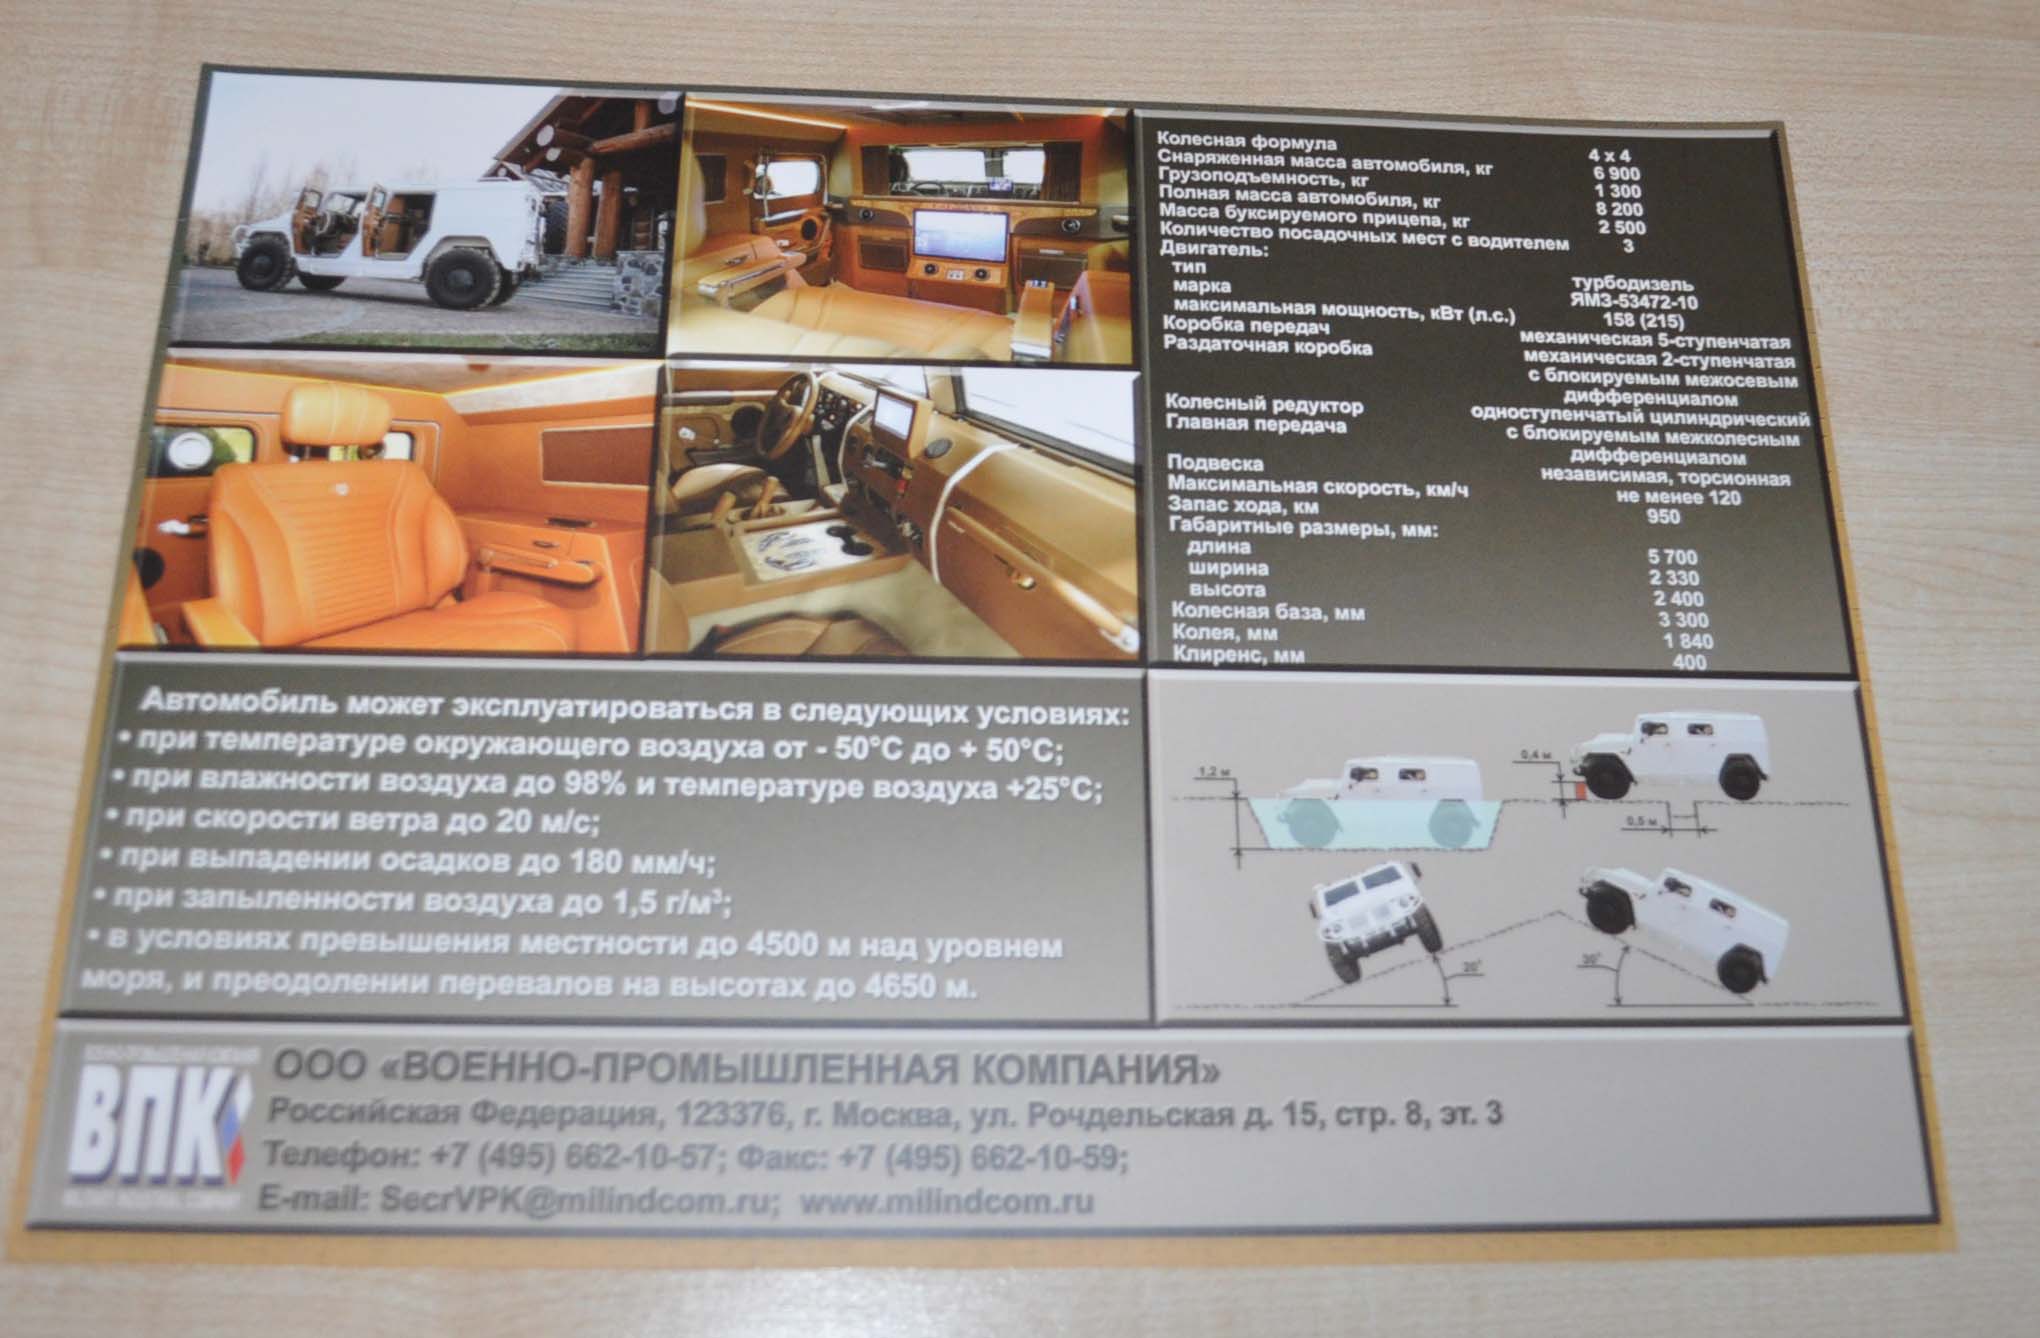 Колесная формула 4 x 4
Снаряженная масса автомобиля, кг 6 900
Грузоподъемность, кг 1 300
Полная масса автомобиля, кг 8 200
Масса буксируемого прицепа, кг 2 500
Количество посадочных мест с водителем 3
Двигатель:
тип турбодизель
марка ЯМЗ-53472-10
максимальная мощность, кВт (л.с.) 158 (215)
Коробка передач механическая 5-ступенчатая
Раздаточная коробка механическая 2-ступенчатая
с блокируемым межосевым
дифференциалом
Колесный редуктор одноступенчатый цилиндрический
Главная передача с блокируемым межколесным
дифференциалом
Подвеска независимая, торсионная
Максимальная скорость, км/ч не менее 120
Запас хода, км 950
Габаритные размеры, мм:
длина 5 700
ширина 2 330
высота 2 400
Колесная база, мм 3 300
Колея, мм 1 840
Клиренс, мм 400
Автомобиль может эксплуатироваться в следующих условиях:
• при температуре окружающего воздуха от - 50°С до + 50°С;
• при влажности воздуха до 98% и температуре воздуха +25°С;
• при скорости ветра до 20 м/с;
• при выпадении осадков до 180 мм/ч;
• при запыленности воздуха до 1,5 г/м³;
• в условиях превышения местности до 4500 м над уровнем
моря, и преодолении перевалов на высотах до 4650 м.
1,2 м
0,4 м
0,5 м
20°
30°
ВПК
ООО «ВОЕННО-ПРОМЫШЛЕННАЯ КОМПАНИЯ»
Российская Федерация, 123376, г. Москва, ул. Рочдельская д. 15, стр. 8, эт. 3
Телефон: +7 (495) 662-10-57; Факс: +7 (495) 662-10-59;
E-mail: SecrVPK@milindcom.ru; www.milindcom.ru